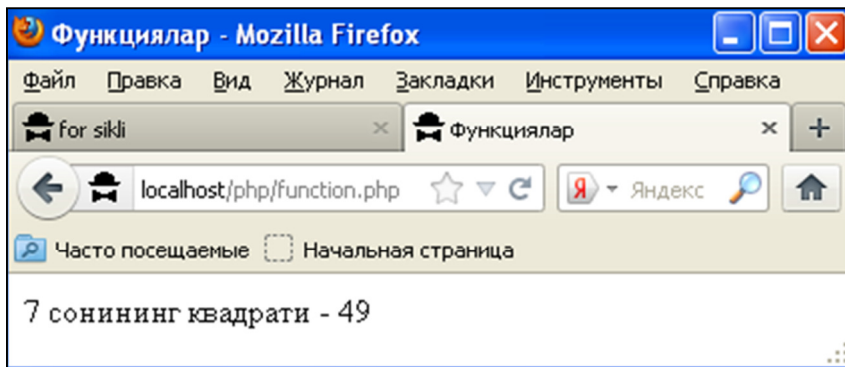 Функциялар - Mozilla Firefox
Файл Правка Вид Журнал Закладки Инструменты Справка
for sikli × Функциялар × +
localhost/php/function.php Я Яндекс
Часто посещаемые Начальная страница
7 сонининг квадрати - 49